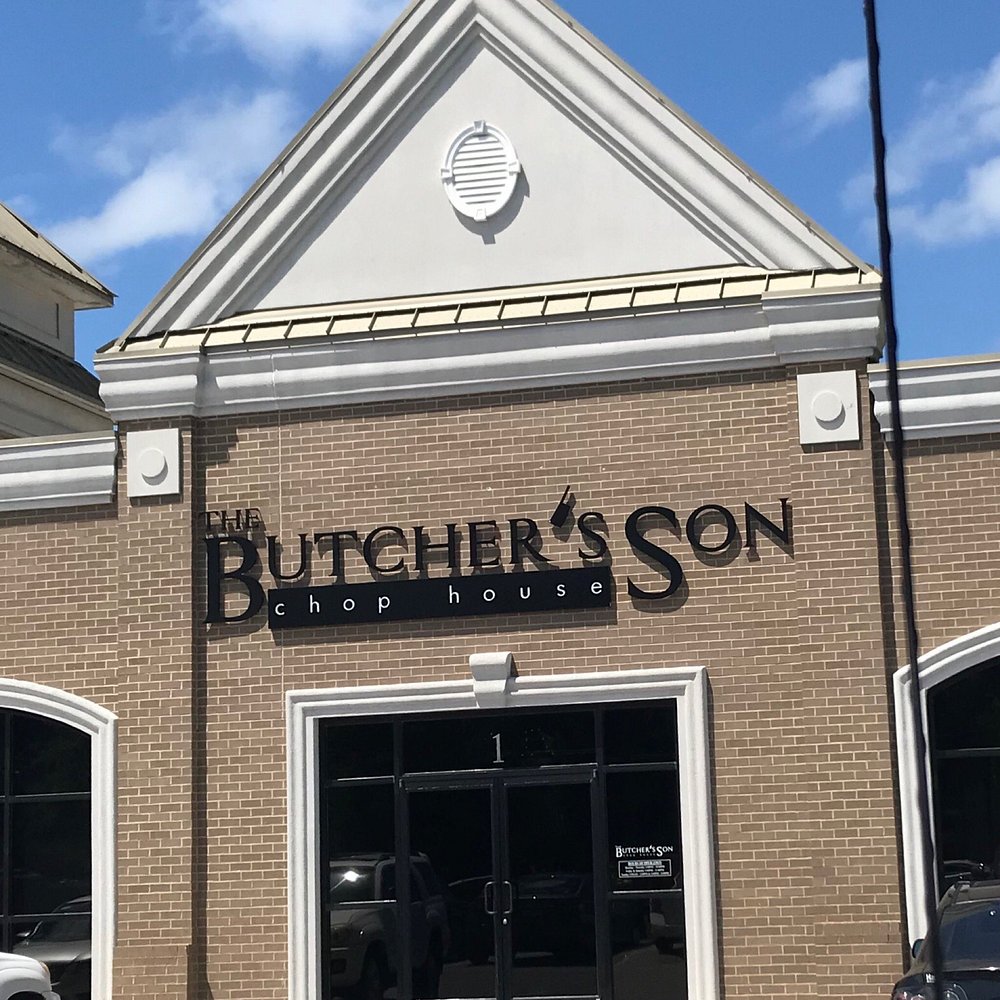 THE
BUTCHER'S SON
chop house
1
BUTCHER'S SON